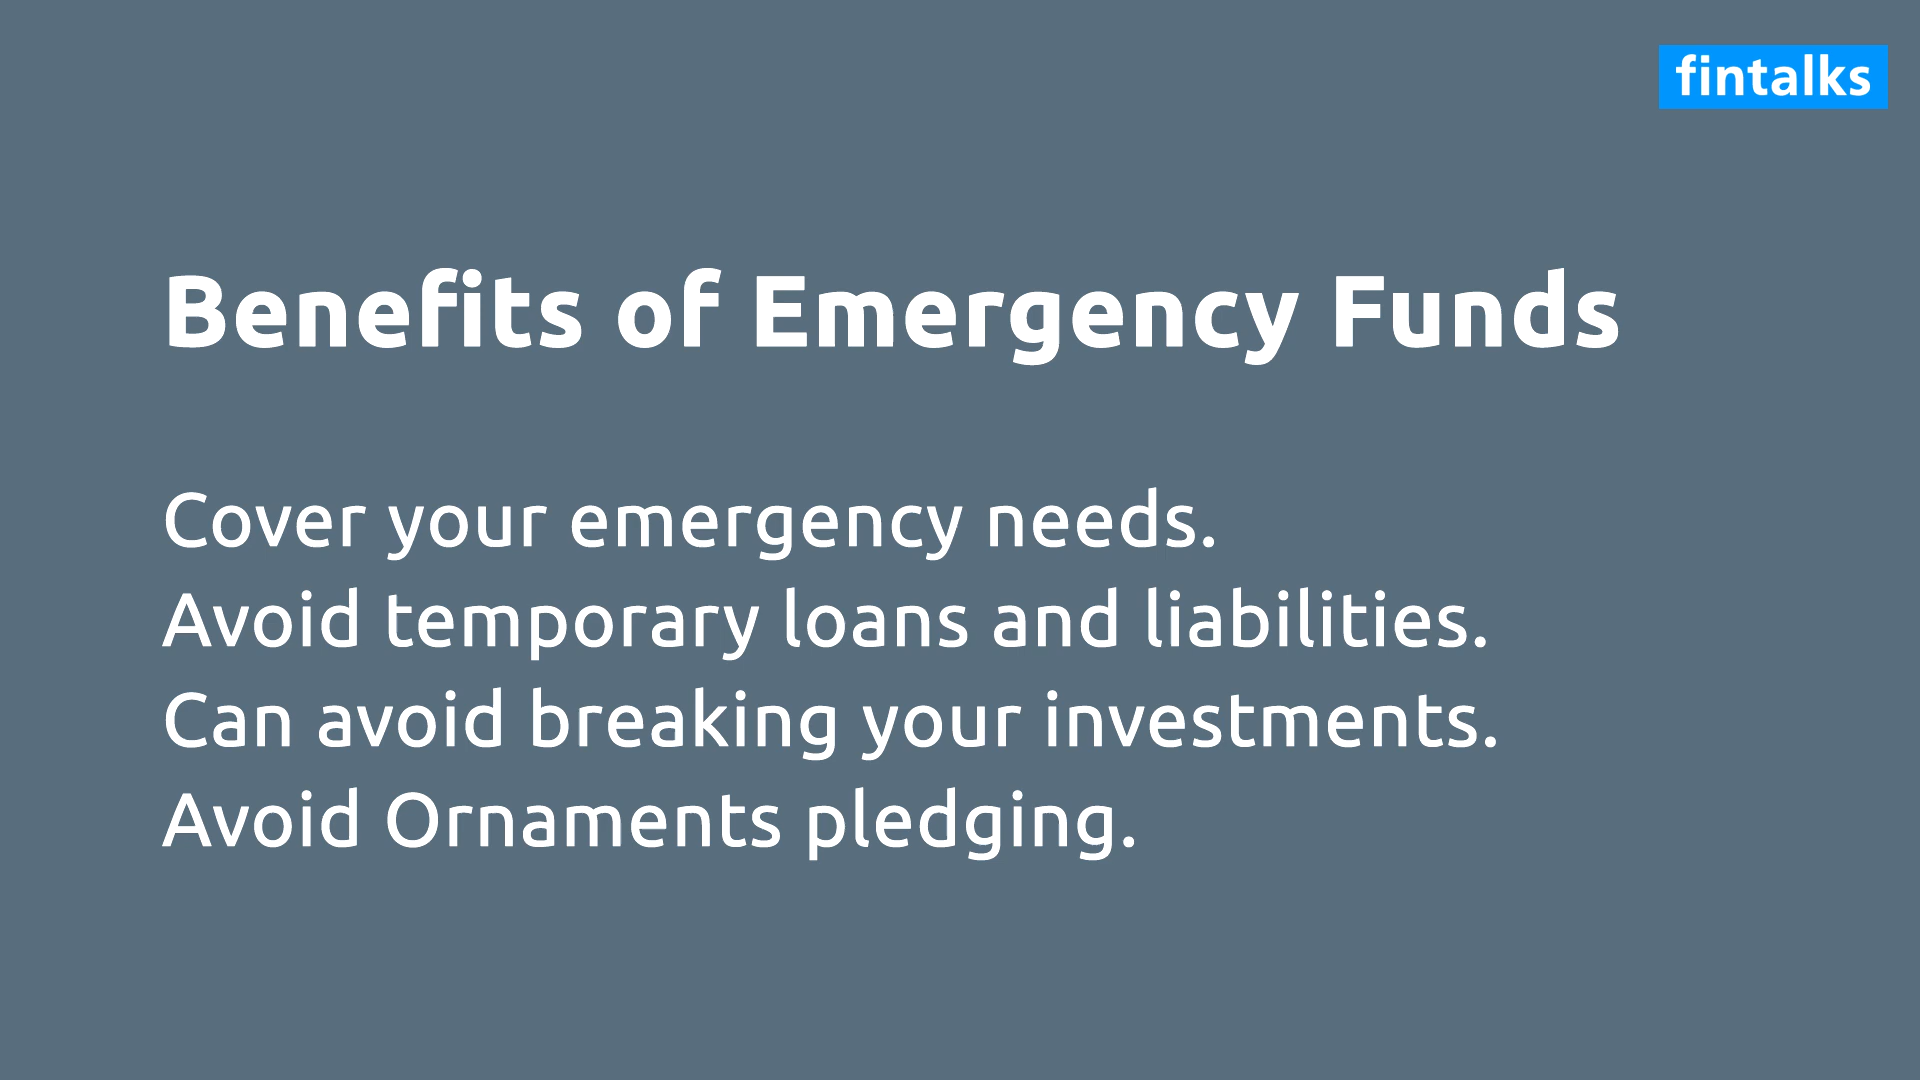 fintalks
Benefits of Emergency Funds
Cover your emergency needs.
Avoid temporary loans and liabilities.
Can avoid breaking your investments.
Avoid Ornaments pledging.